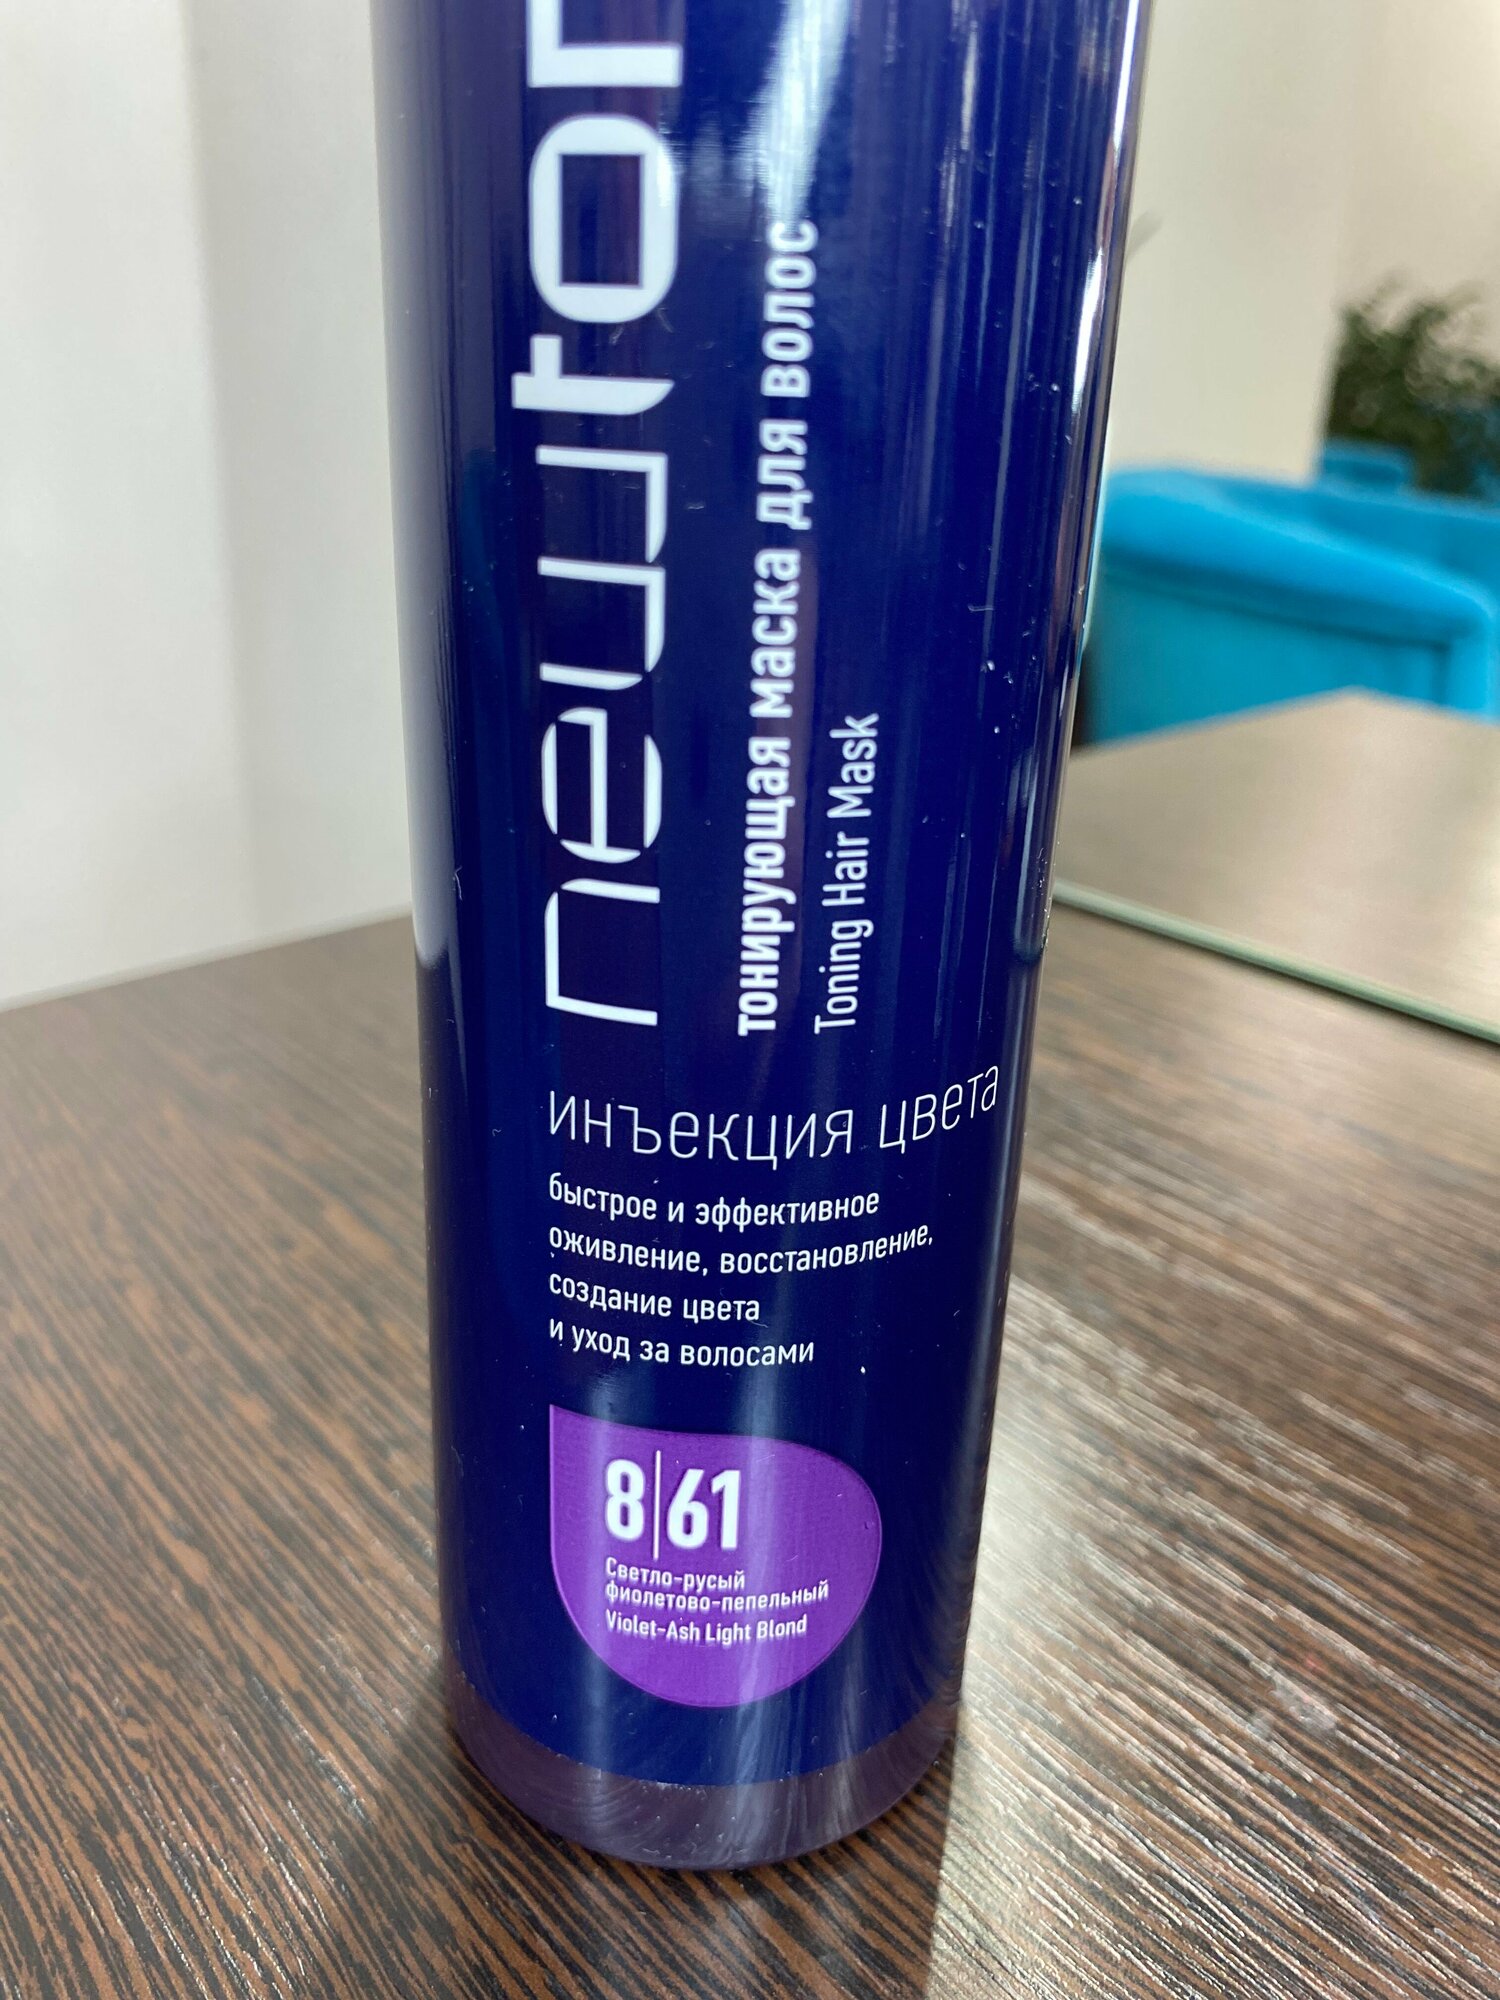 newton
тонирующая маска для волос
Toning Hair Mask
инъекция цвета
быстрое и эффективное
оживление, восстановление,
создание цвета
и уход за волосами
8|61
Светло-русый
фиолетово-пепельный
Violet-Ash Light Blond